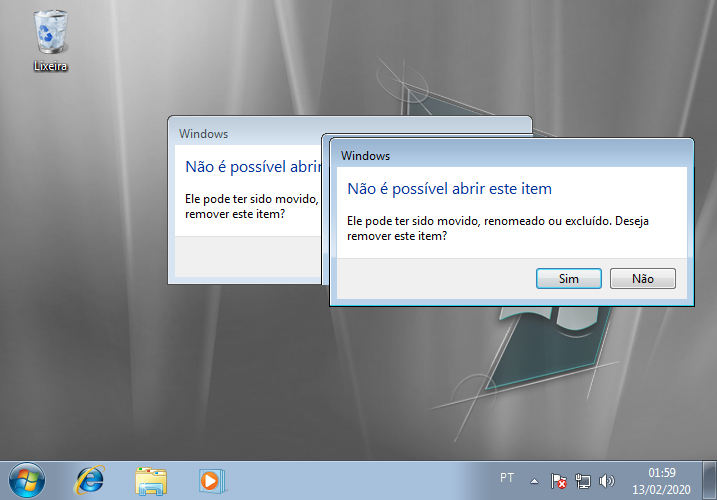 Lixeira
Windows
Não é possível abrir
Ele pode ter sido movido,
remover este item?
Windows
Não é possível abrir este item
Ele pode ter sido movido, renomeado ou excluído. Deseja
remover este item?
Sim
Não
PT
01:59
13/02/2020